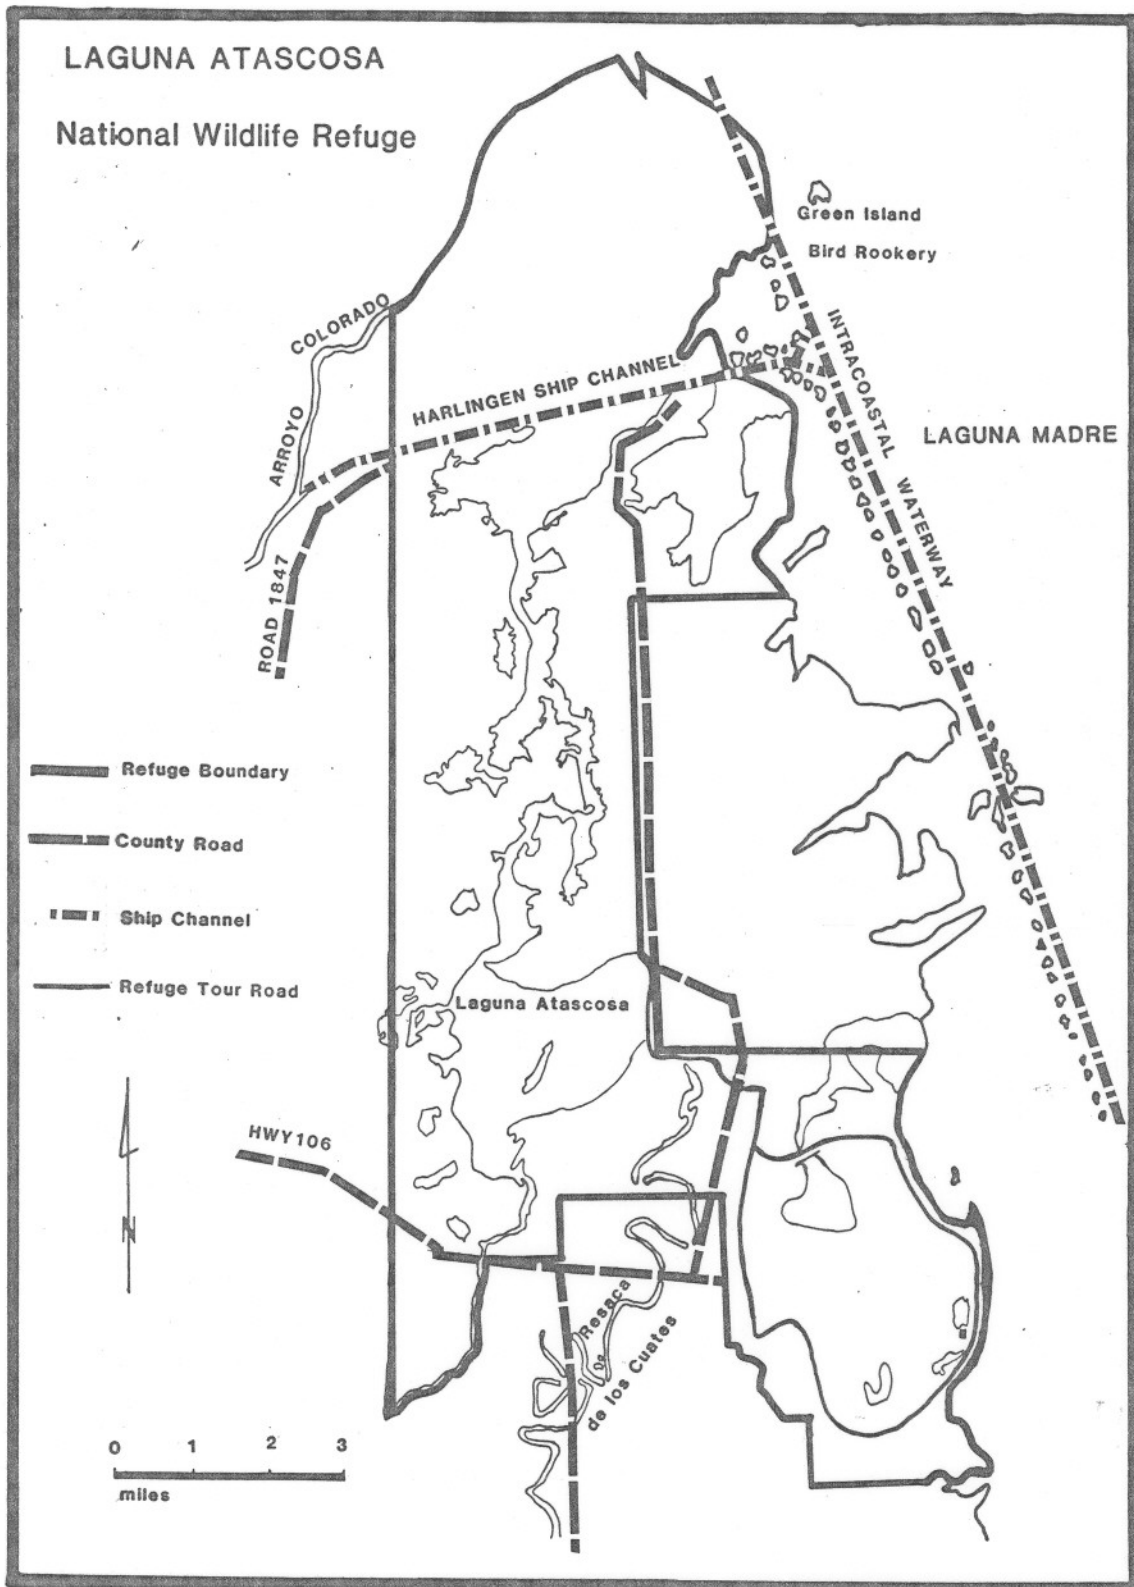 LAGUNA ATASCOSA
National Wildlife Refuge
Green Island
Bird Rookery
COLORADO
ARROYO
HARLINGEN SHIP CHANNEL
INTRACOASTAL WATERWAY
LAGUNA MADRE
ROAD 1847
Refuge Boundary
County Road
Ship Channel
Refuge Tour Road
Laguna Atascosa
HWY106
N
Resaca
de los Cuates
0 1 2 3
miles